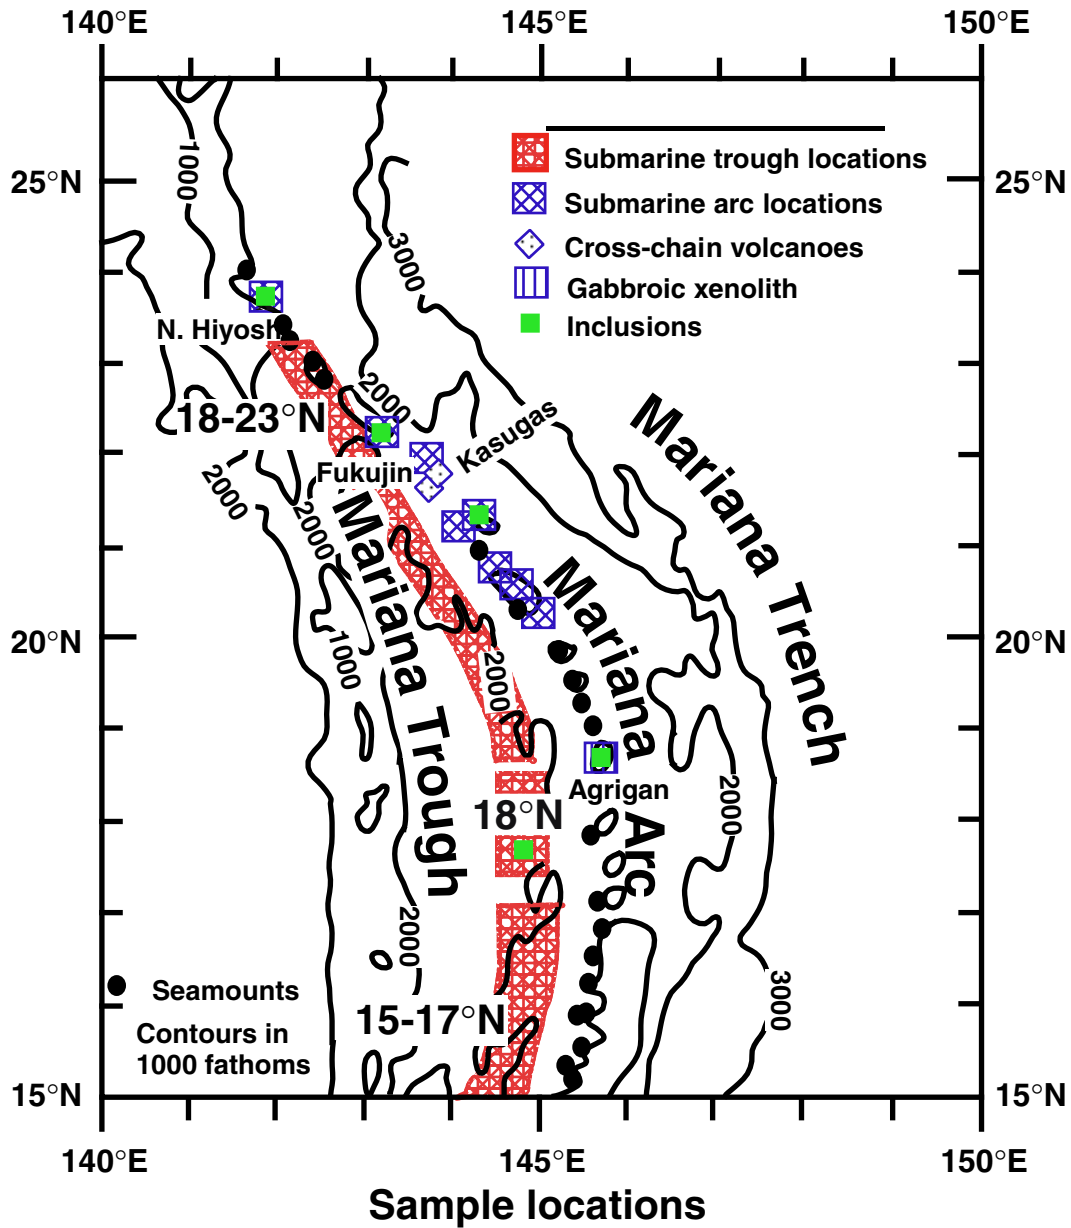 140°E
145°E
150°E
25°N
25°N
1000
Submarine trough locations
Submarine arc locations
Cross-chain volcanoes
Gabbroic xenolith
Inclusions
3000
N. Hiyosh
2000
18-23°N
Kasugas
Fukujin
2000
2000
Mariana Trench
Mariana Trough
Mariana Arc
20°N
20°N
1000
2000
Agrigan
2000
18°N
2000
3000
Seamounts
15-17°N
Contours in
1000 fathoms
15°N
15°N
140°E
145°E
150°E
Sample locations